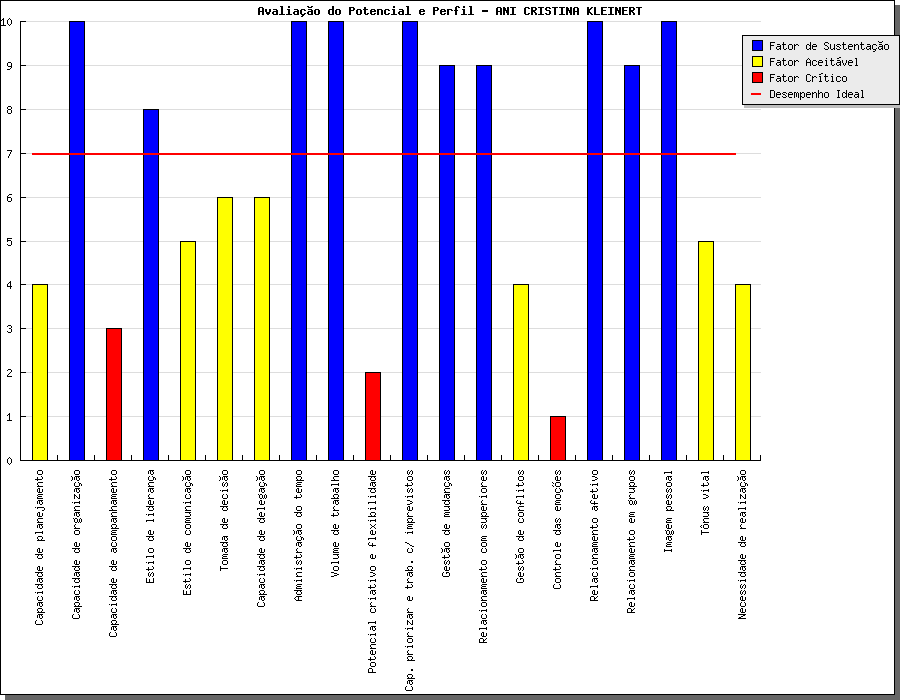 Avaliação do Potencial e Perfil - ANI CRISTINA KLEINERT
Fator de Sustentação
Fator Aceitável
Fator Crítico
Desempenho Ideal
10
9
8
7
6
5
4
3
2
1
0
Capacidade de planejamento
Capacidade de organização
Capacidade de acompanhamento
Estilo de liderança
Estilo de comunicação
Tomada de decisão
Capacidade de delegação
Administração do tempo
Volume de trabalho
Potencial criativo e flexibilidade
Cap. priorizar e trab. c/ imprevistos
Gestão de mudanças
Relacionamento com superiores
Gestão de conflitos
Controle das emoções
Relacionamento afetivo
Relacionamento em grupos
Imagem pessoal
Tônus vital
Necessidade de realização